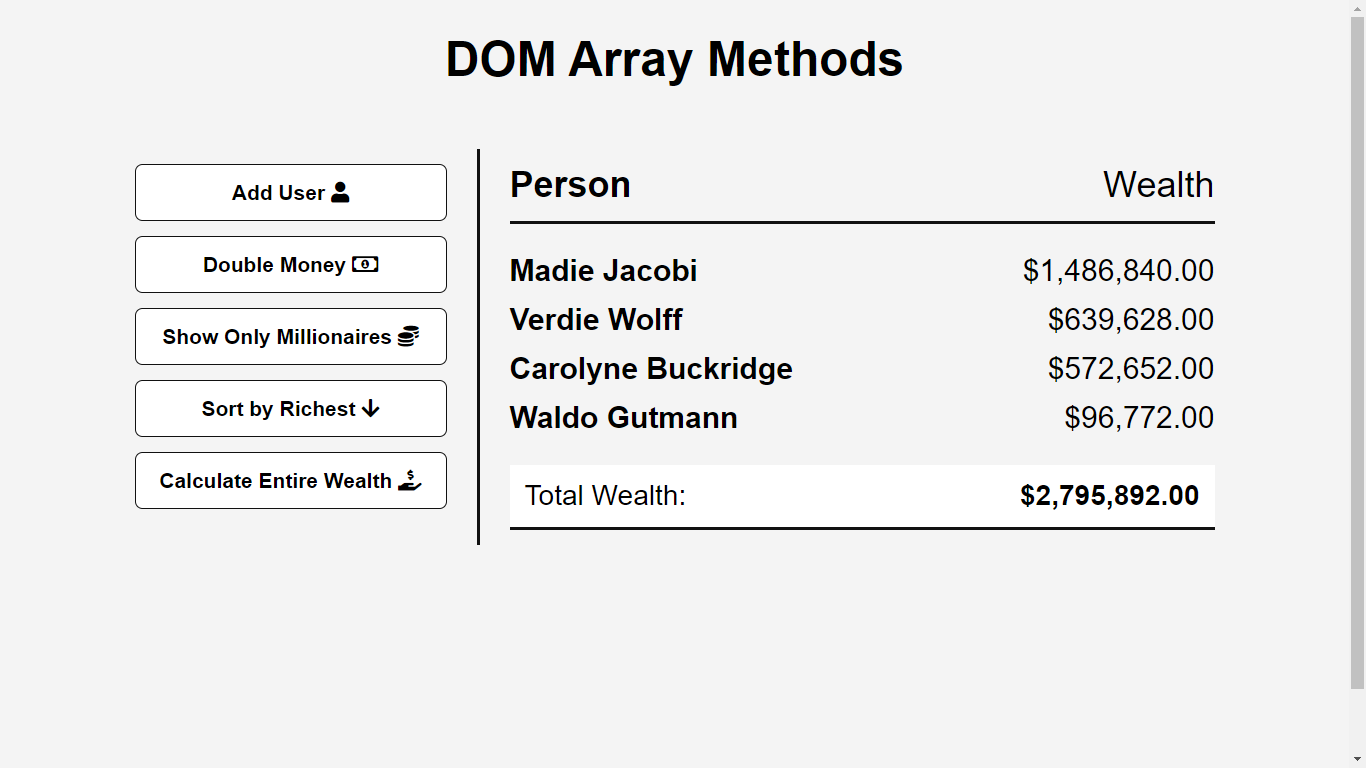 DOM Array Methods
Add User
Double Money
Show Only Millionaires
Sort by Richest
Calculate Entire Wealth
Person Wealth
Madie Jacobi $1,486,840.00
Verdie Wolff $639,628.00
Carolyne Buckridge $572,652.00
Waldo Gutmann $96,772.00
Total Wealth: $2,795,892.00